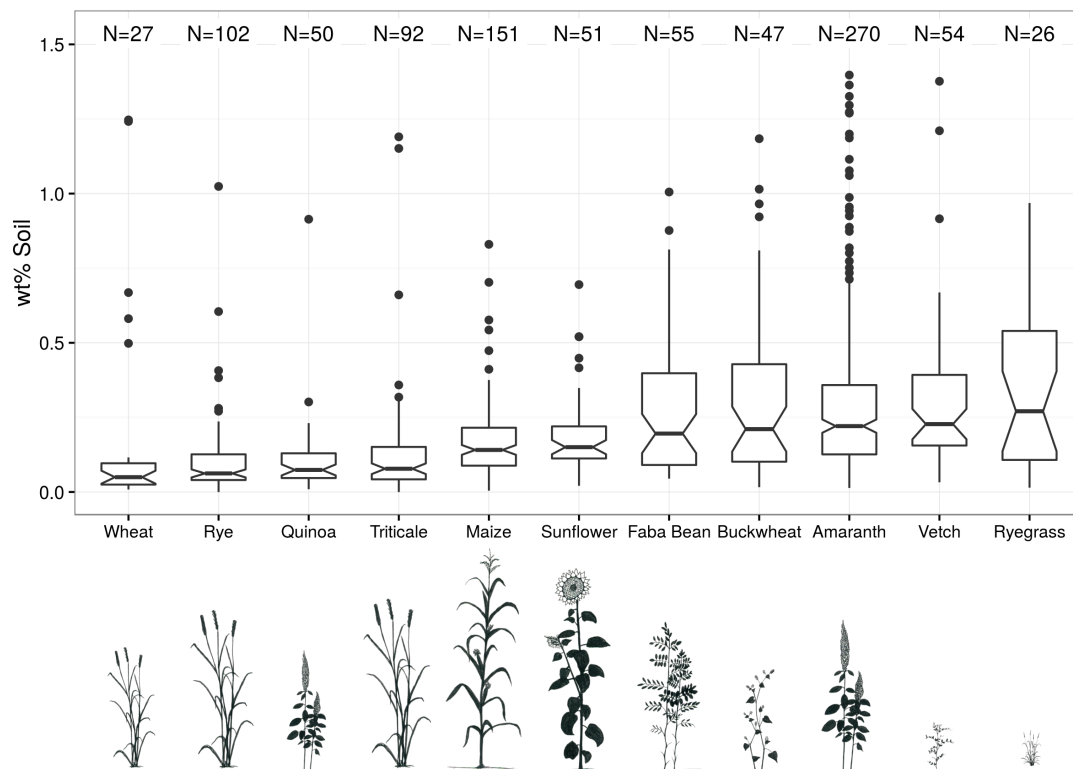 N=27 N=102 N=50 N=92 N=151 N=51 N=55 N=47 N=270 N=54 N=26
1.5
1.0
0.5
0.0
wt% Soil
Wheat Rye Quinoa Triticale Maize Sunflower Faba Bean Buckwheat Amaranth Vetch Ryegrass